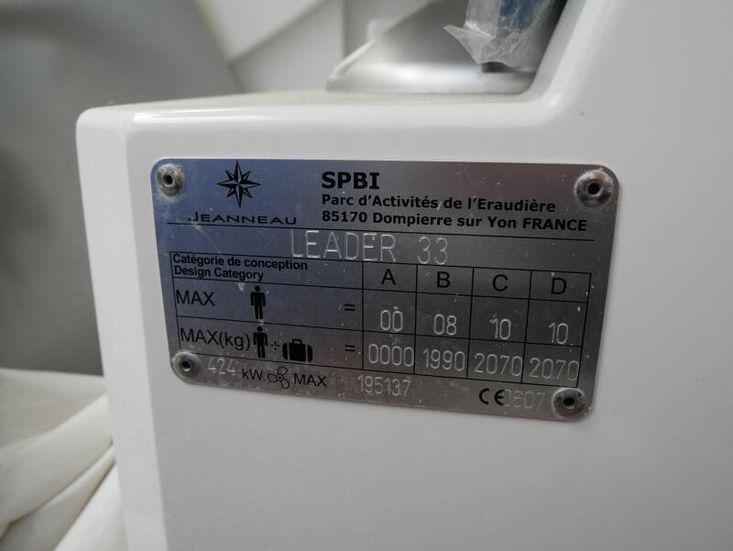 JEANNEAU
SPBI
Parc d'Activités de l'Eraudière
85170 Dompierre sur Yon FRANCE
LEADER 33
Catégorie de conception
Design Category
A B C D
MAX = 00 08 10 10
MAX(kg) + = 0000 1990 2070 2070
424 kW MAX 195137 CE 0607